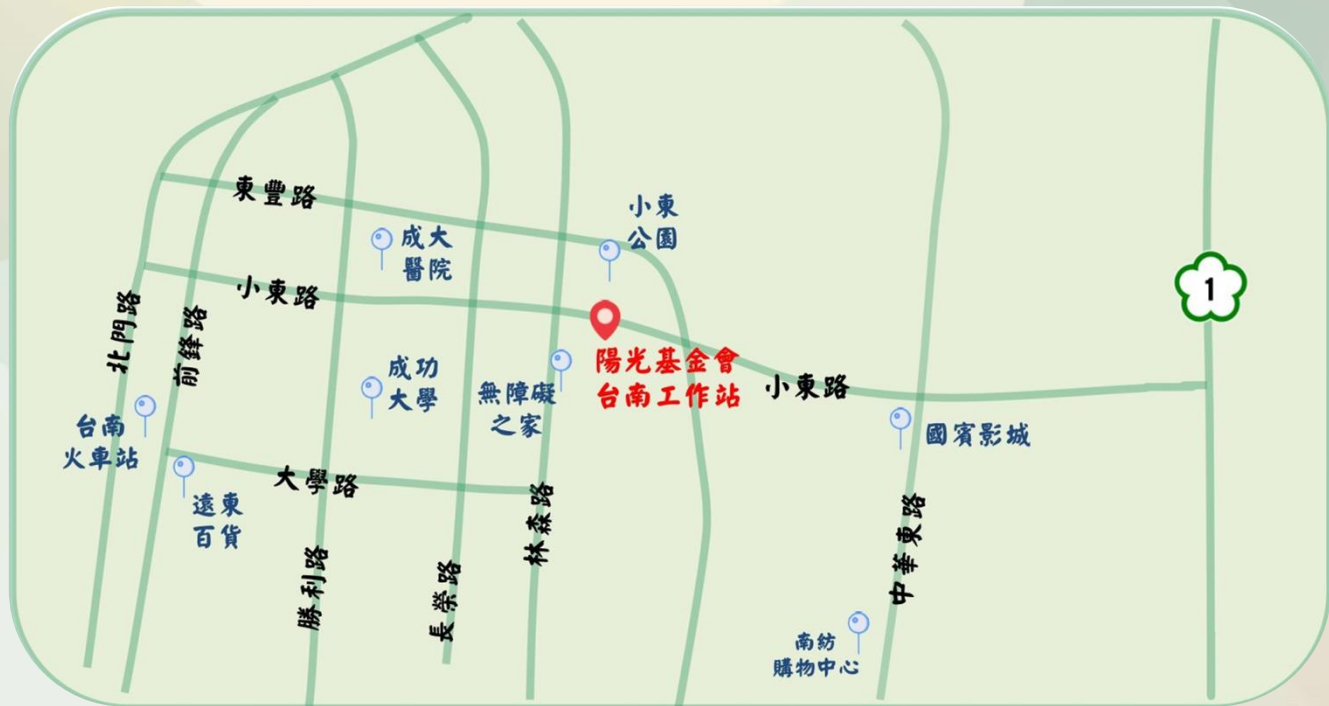 東豐路
小東
公園
成大
醫院
小東路
1
北門路
前鋒路
陽光基金會
台南工作站
成功
大學
無障礙
之家
小東路
台南
火車站
國賓影城
大學路
遠東
百貨
林森路
中華東路
勝利路
長榮路
南紡
購物中心